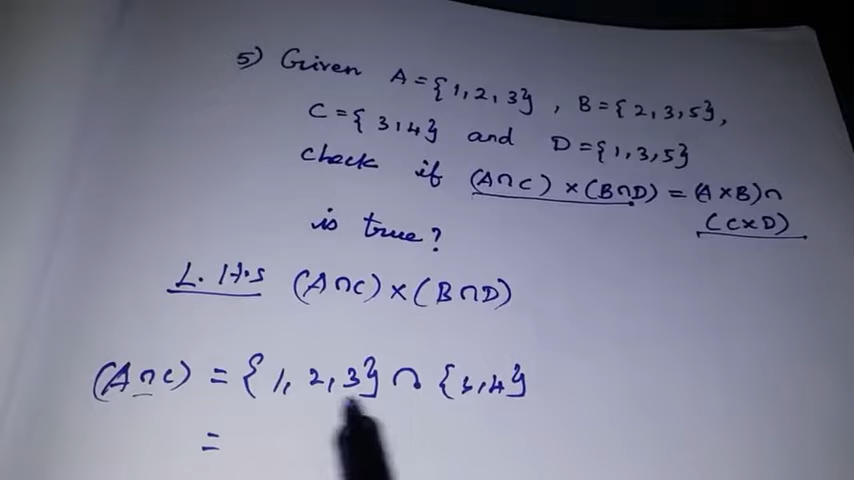 5) Given A={1,2,3}, B={2,3,5},
C={3,4} and D={1,3,5}
check if (A∩C)×(B∩D) = (A×B)∩
(C×D)
is true?
L.H.S (A∩C)×(B∩D)
(A∩C) = {1,2,3} ∩ {3,4}
=